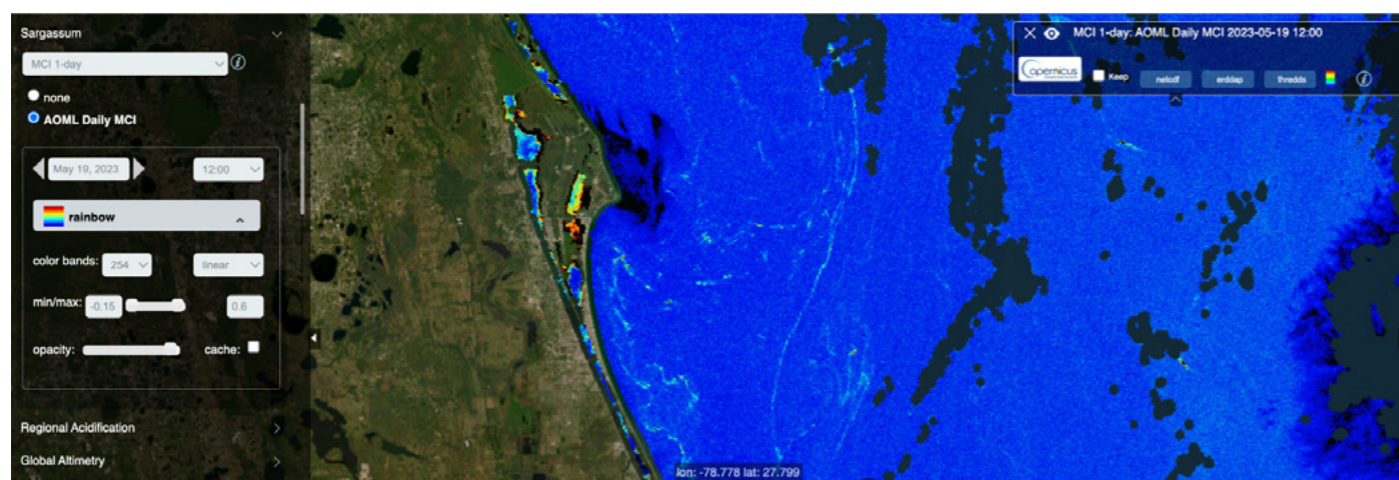 Sargassum
MCI 1-day
none
AOML Daily MCI
May 19, 2023 12:00
rainbow
color bands: 254 linear
min/max: -0.15 0.6
opacity: cache:
Regional Acidification
Global Altimetry
MCI 1-day: AOML Daily MCI 2023-05-19 12:00
opernicus Keep netcdf erddap thredds
lon: -78.778 lat: 27.799